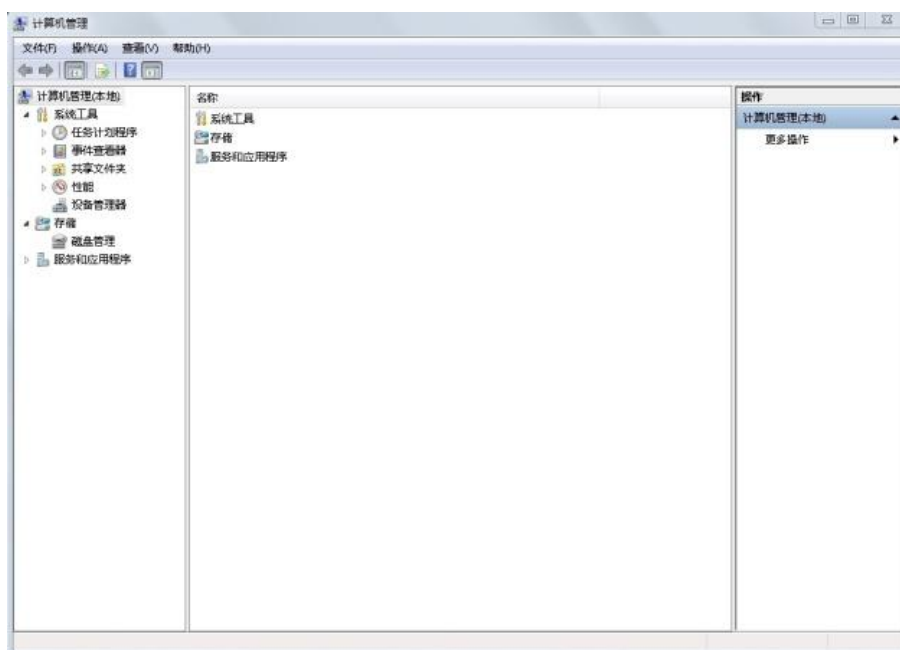 计算机管理
文件(F) 操作(A) 查看(V) 帮助(H)
计算机管理(本地)
系统工具
任务计划程序
事件查看器
共享文件夹
性能
设备管理器
存储
磁盘管理
服务和应用程序
名称
系统工具
存储
服务和应用程序
操作
计算机管理(本地)
更多操作